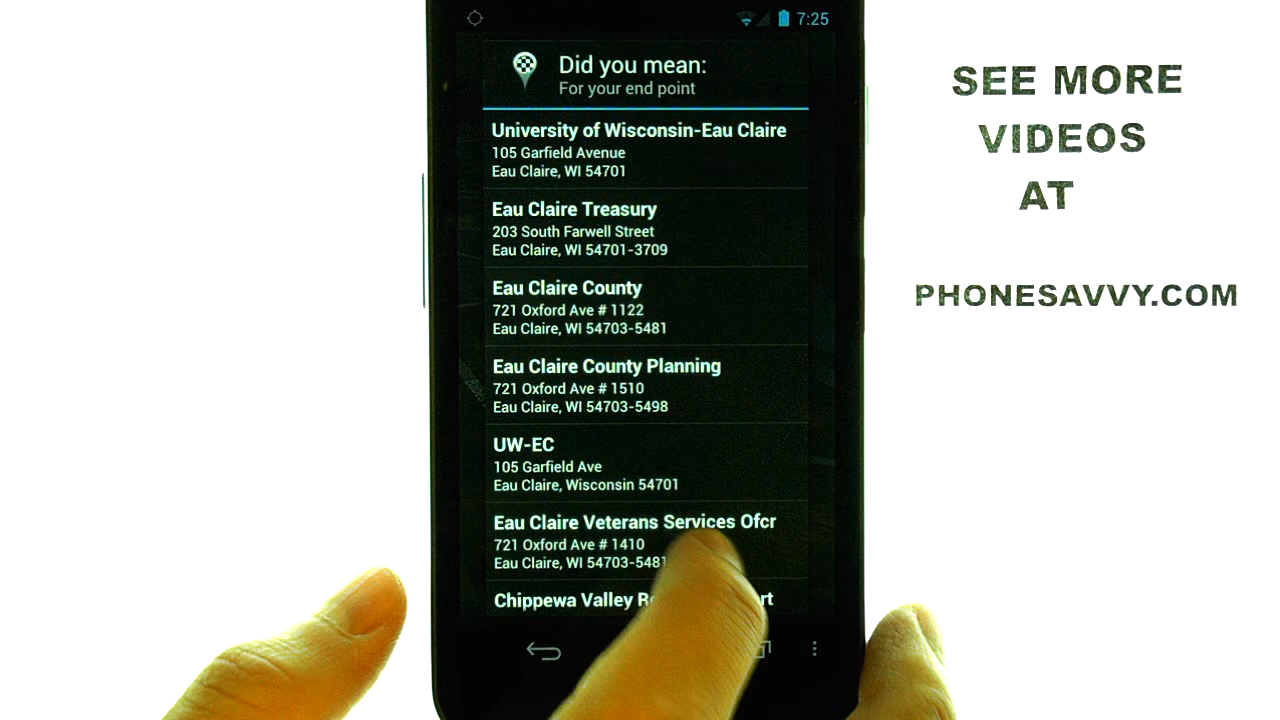 7:25
Did you mean:
For your end point
University of Wisconsin-Eau Claire
105 Garfield Avenue
Eau Claire, WI 54701
Eau Claire Treasury
203 South Farwell Street
Eau Claire, WI 54701-3709
Eau Claire County
721 Oxford Ave # 1122
Eau Claire, WI 54703-5481
Eau Claire County Planning
721 Oxford Ave # 1510
Eau Claire, WI 54703-5498
UW-EC
105 Garfield Ave
Eau Claire, Wisconsin 54701
Eau Claire Veterans Services Ofcr
721 Oxford Ave # 1410
Eau Claire, WI 54703-5481
Chippewa Valley
SEE MORE
VIDEOS
AT
PHONESAVVY.COM